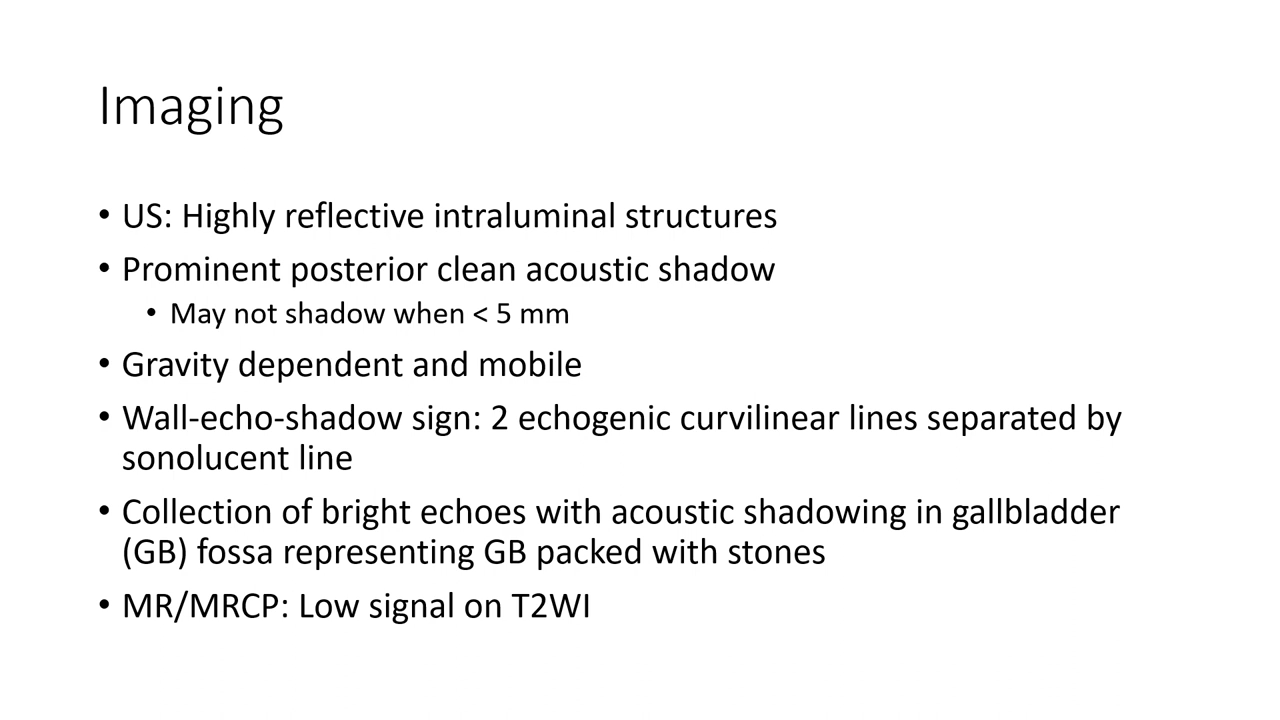 Imaging
• US: Highly reflective intraluminal structures
• Prominent posterior clean acoustic shadow
• May not shadow when < 5 mm
• Gravity dependent and mobile
• Wall-echo-shadow sign: 2 echogenic curvilinear lines separated by
sonolucent line
• Collection of bright echoes with acoustic shadowing in gallbladder
(GB) fossa representing GB packed with stones
• MR/MRCP: Low signal on T2WI